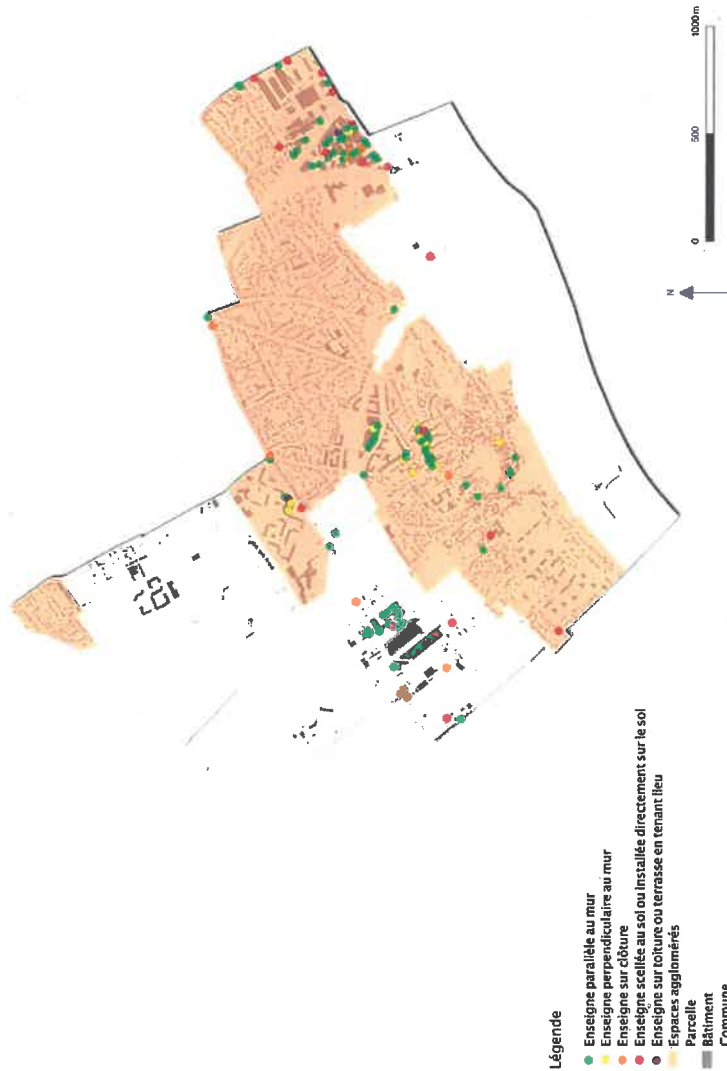 1000 m
500
0
N
Légende
Enseigne parallèle au mur
Enseigne perpendiculaire au mur
Enseigne sur clôture
Enseigne scellée au sol ou installée directement sur le sol
Enseigne sur toiture ou terrasse en tenant lieu
Espaces agglomérés
Parcelle
Bâtiment
Commune